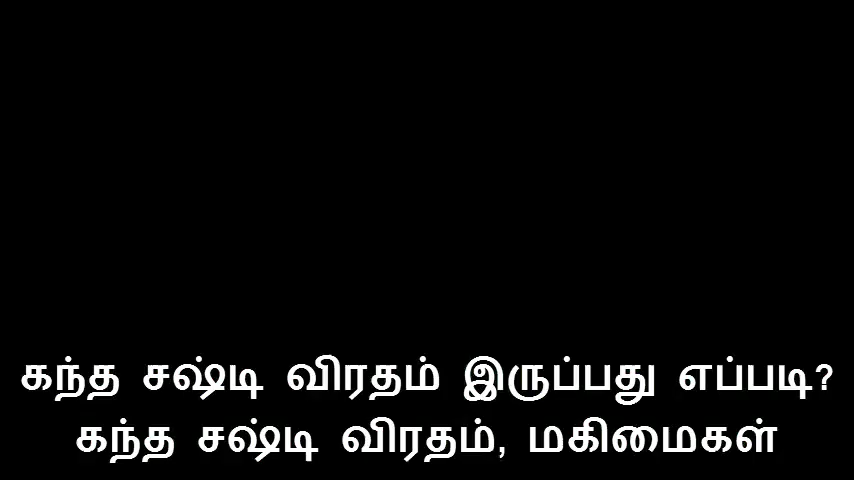 கந்த சஷ்டி விரதம் இருப்பது எப்படி?
கந்த சஷ்டி விரதம், மகிமைகள்